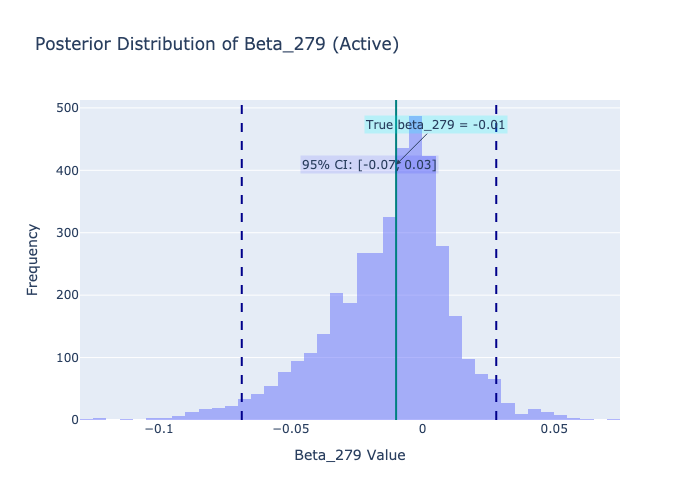 Posterior Distribution of Beta_279 (Active)
500
400
300
200
100
0
Frequency
True beta_279 = -0.01
95% CI: [-0.07, 0.03]
−0.1
−0.05
0
0.05
Beta_279 Value